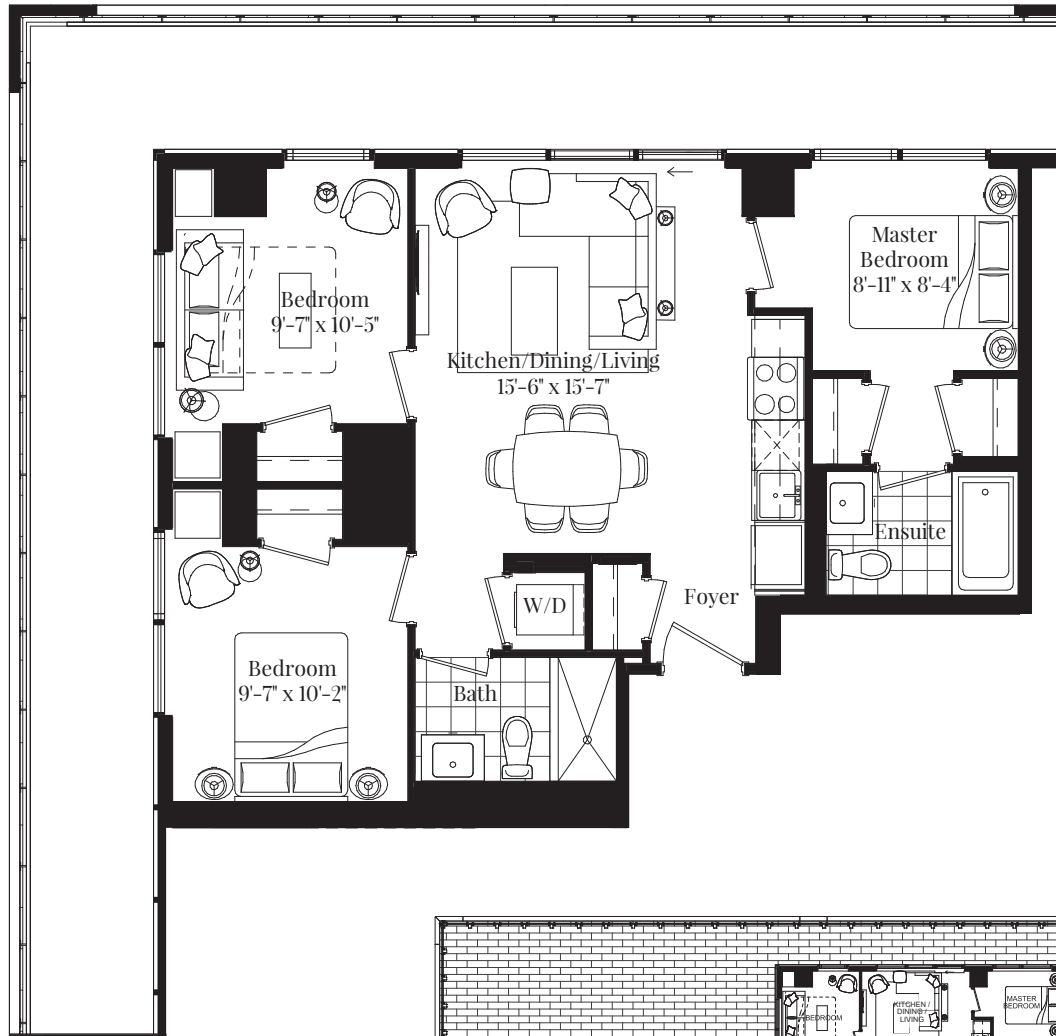 Master
Bedroom
8'-11" x 8'-4"
Bedroom
9'-7" x 10'-5"
Kitchen/Dining/Living
15'-6" x 15'-7"
Ensuite
W/D
Foyer
Bedroom
9'-7" x 10'-2"
Bath
BEDROOM
KITCHEN /
DINING /
LIVING
MASTER
BEDROOM